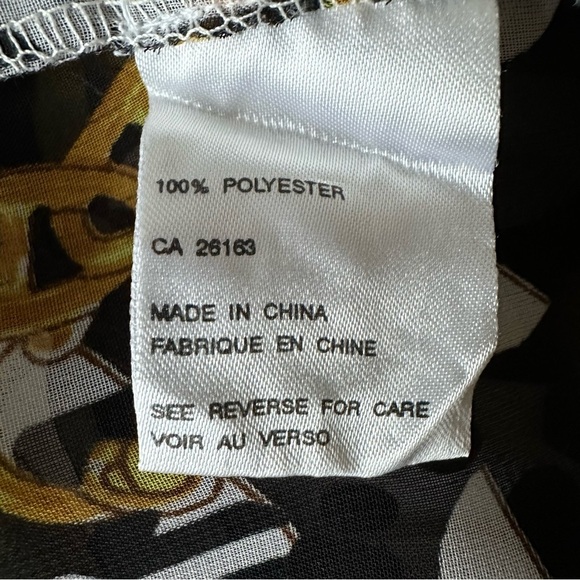 100% POLYESTER
CA 26163
MADE IN CHINA
FABRIQUE EN CHINE
SEE REVERSE FOR CARE
VOIR AU VERSO